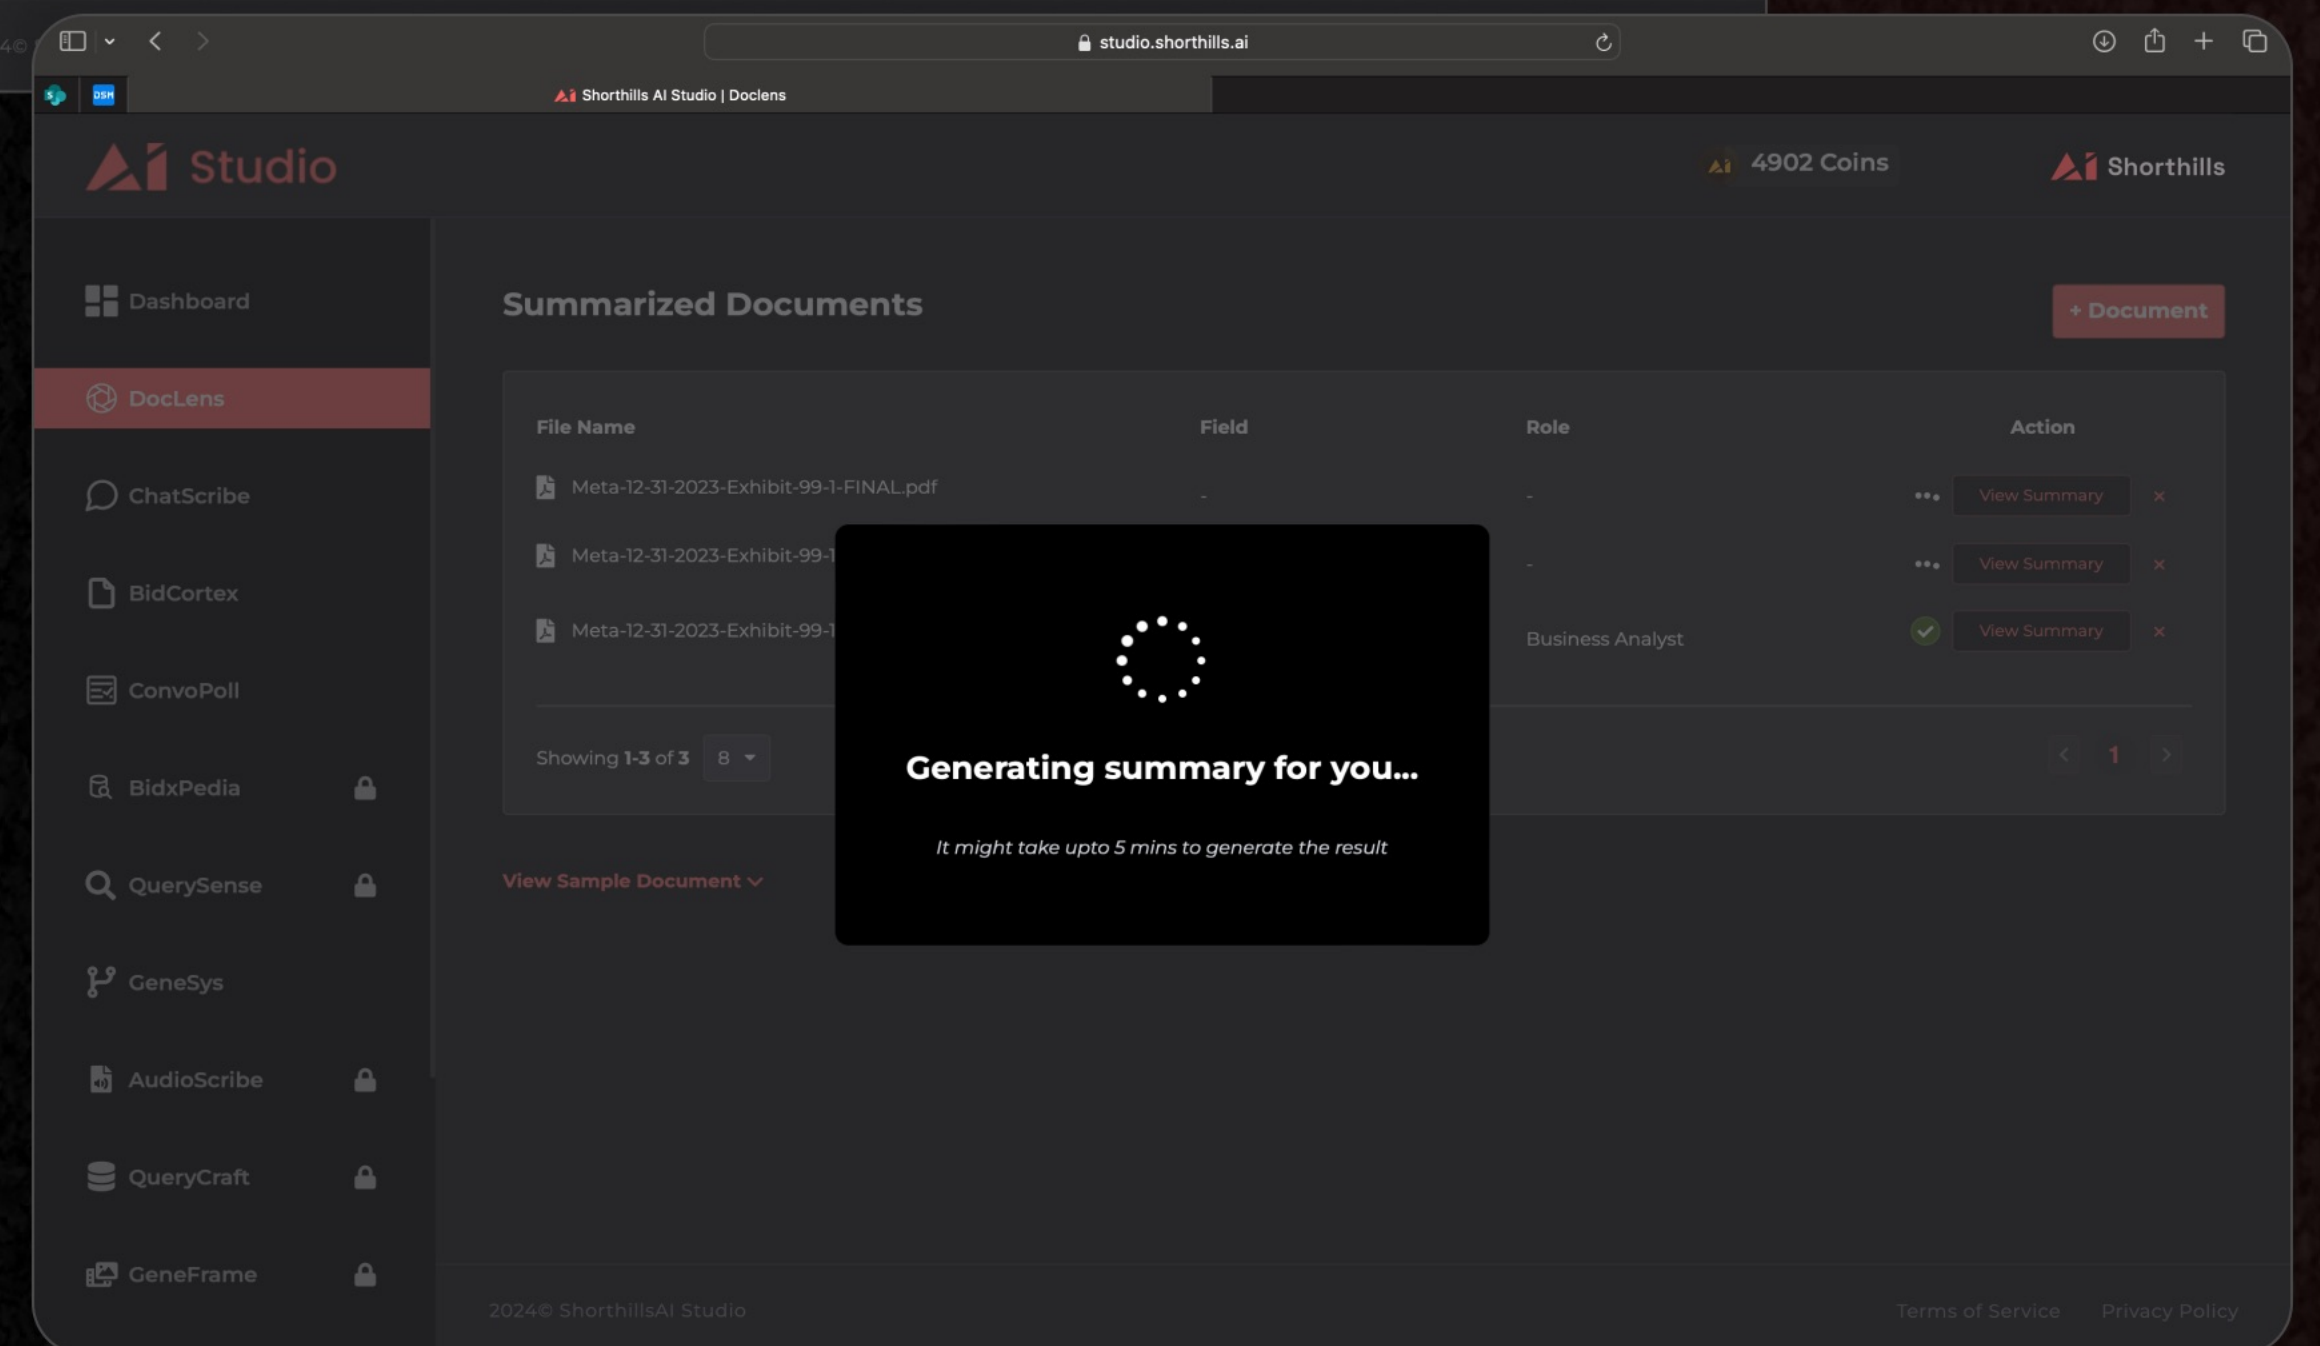 4©
studio.shorthills.ai
S DSM Shorthills AI Studio | Doclens
Ai Studio
4902 Coins
Ai Shorthills
Dashboard
DocLens
ChatScribe
BidCortex
ConvoPoll
BidxPedia
QuerySense
GeneSys
AudioScribe
QueryCraft
GeneFrame
Summarized Documents
+ Document
File Name Field Role Action
Meta-12-31-2023-Exhibit-99-1-FINAL.pdf - - View Summary ×
Meta-12-31-2023-Exhibit-99-1 - View Summary ×
Meta-12-31-2023-Exhibit-99-1 Business Analyst View Summary ×
Showing 1-3 of 3 8 < 1 >
Generating summary for you...
It might take upto 5 mins to generate the result
View Sample Document
2024© ShorthillsAI Studio Terms of Service Privacy Policy